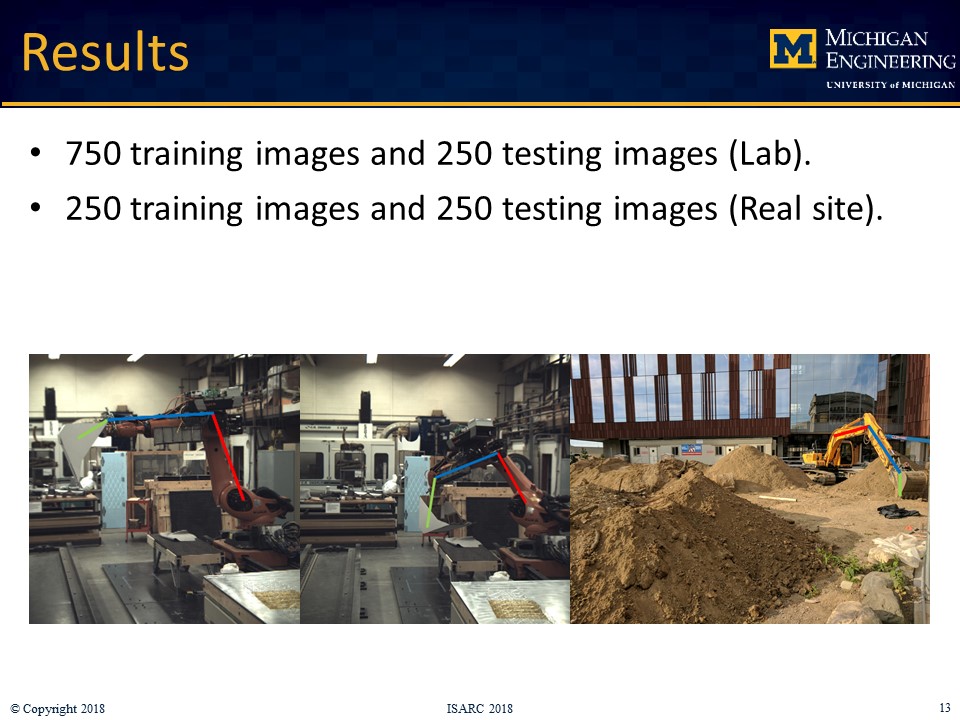 Results
M
MICHIGAN
ENGINEERING
UNIVERSITY of MICHIGAN
• 750 training images and 250 testing images (Lab).
• 250 training images and 250 testing images (Real site).
© Copyright 2018
ISARC 2018
13